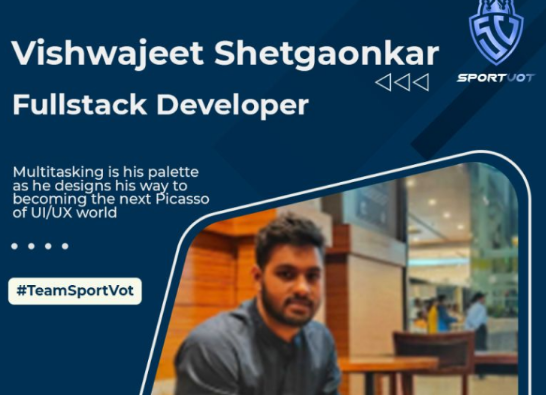 Vishwajeet Shetgaonkar
SPORTVOT
Fullstack Developer
Multitasking is his palette
as he designs his way to
becoming the next Picasso
of UI/UX world
#TeamSportVot